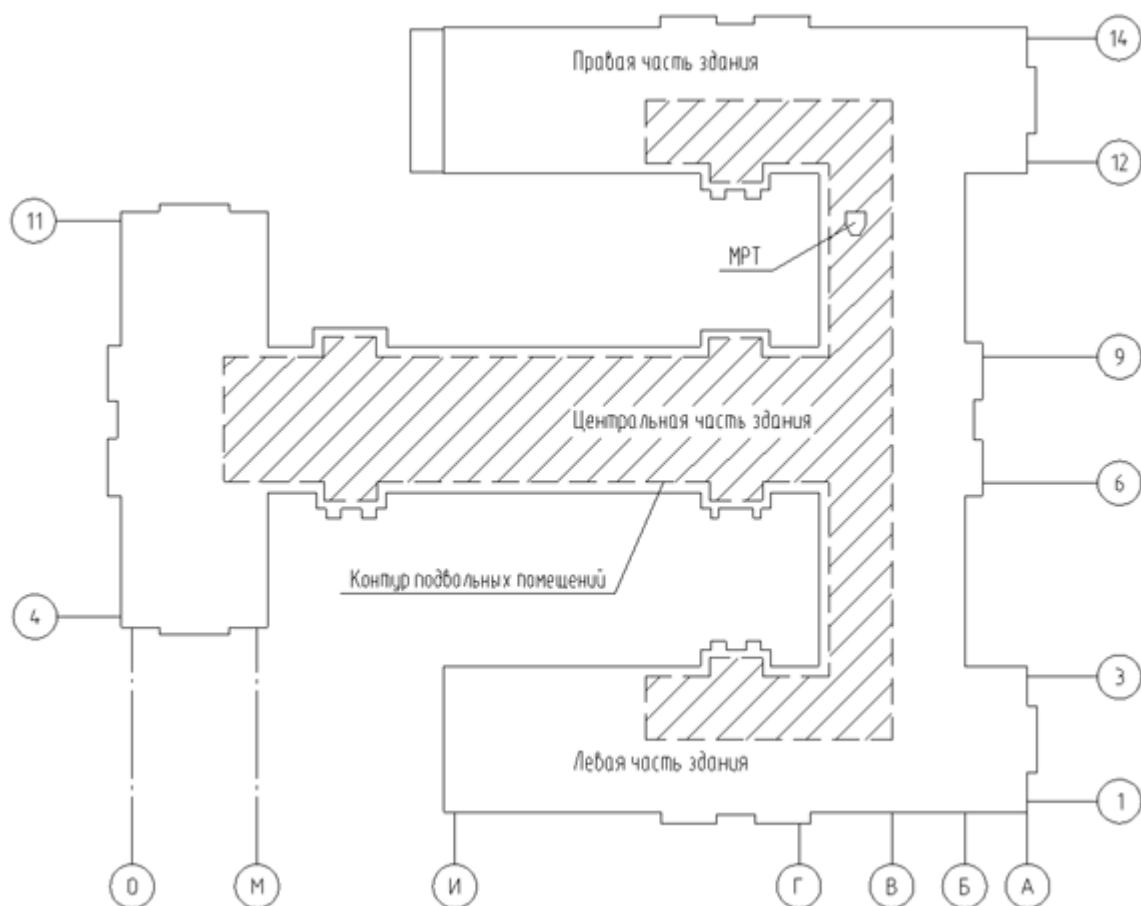 14
Правая часть здания
12
11
МРТ
9
Центральная часть здания
6
Контур подвальных помещений
4
3
Левая часть здания
1
О
М
И
Г
В
Б
А